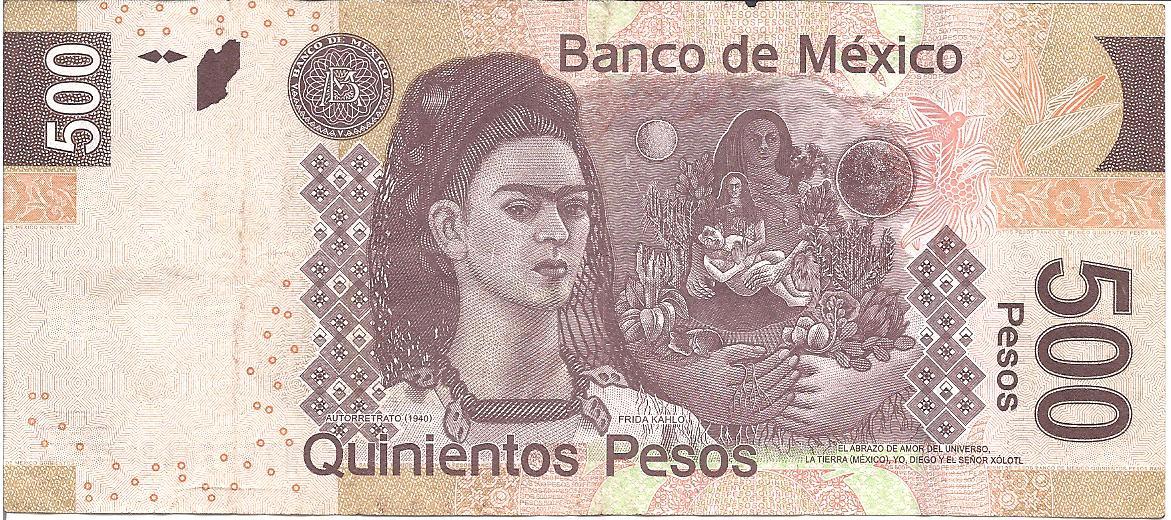 Banco de México
500
BANCO DE MÉXICO
500
Pesos
AUTORRETRATO (1940)
FRIDA KAHLO
Quinientos Pesos
EL ABRAZO DE AMOR DEL UNIVERSO,
LA TIERRA (MÉXICO), YO, DIEGO Y EL SEÑOR XÓLOTL